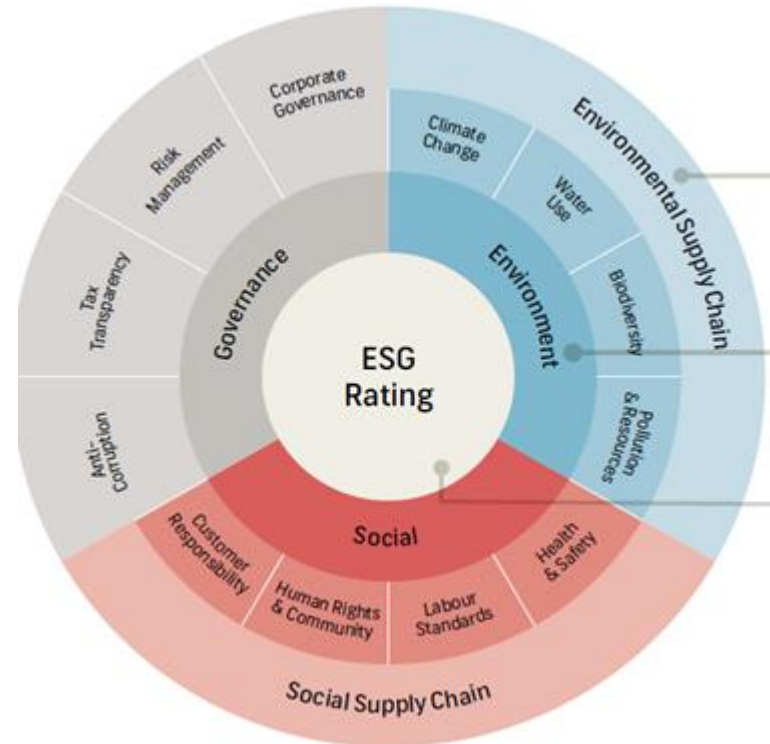 Corporate
Governance
Risk
Management
Tax
Transparency
Anti-
Corruption
Governance
Climate
Change
Water
Use
Biodiversity
Pollution
& Resources
Environment
Environmental Supply Chain
ESG
Rating
Social
Customer
Responsibility
Human Rights
& Community
Labour
Standards
Health
& Safety
Social Supply Chain